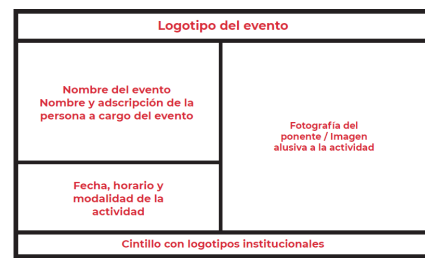 Logotipo del evento
Nombre del evento
Nombre y adscripción de la
persona a cargo del evento
Fotografía del
ponente / Imagen
alusiva a la actividad
Fecha, horario y
modalidad de la
actividad
Cintillo con logotipos institucionales